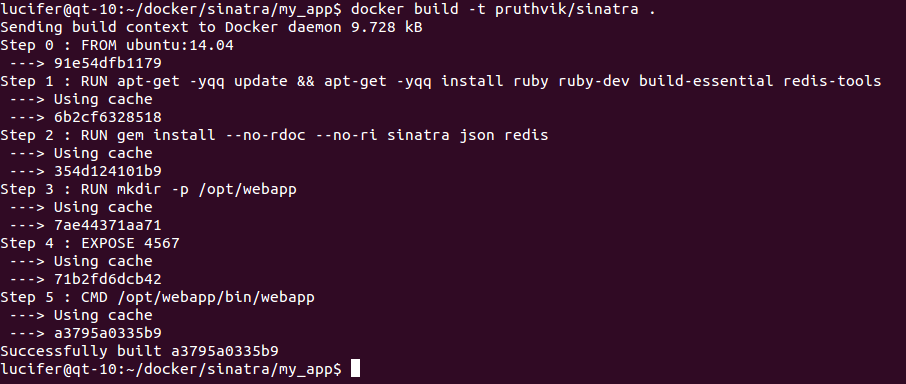 lucifer@qt-10:~/docker/sinatra/my_app$ docker build -t pruthvik/sinatra .
Sending build context to Docker daemon 9.728 kB
Step 0 : FROM ubuntu:14.04
 ---> 91e54dfb1179
Step 1 : RUN apt-get -yqq update && apt-get -yqq install ruby ruby-dev build-essential redis-tools
 ---> Using cache
 ---> 6b2cf6328518
Step 2 : RUN gem install --no-rdoc --no-ri sinatra json redis
 ---> Using cache
 ---> 354d124101b9
Step 3 : RUN mkdir -p /opt/webapp
 ---> Using cache
 ---> 7ae44371aa71
Step 4 : EXPOSE 4567
 ---> Using cache
 ---> 71b2fd6dcb42
Step 5 : CMD /opt/webapp/bin/webapp
 ---> Using cache
 ---> a3795a0335b9
Successfully built a3795a0335b9
lucifer@qt-10:~/docker/sinatra/my_app$